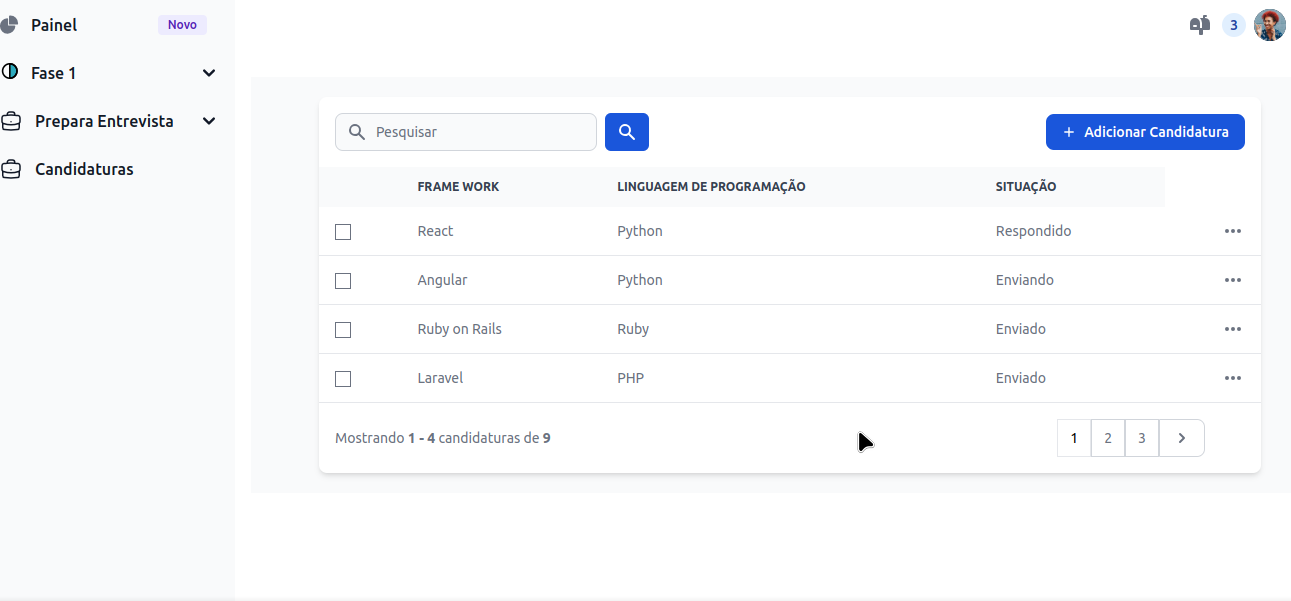 Painel Novo
3
Fase 1
Prepara Entrevista
Candidaturas
Pesquisar
+ Adicionar Candidatura
FRAME WORK LINGUAGEM DE PROGRAMAÇÃO SITUAÇÃO
React Python Respondido
Angular Python Enviando
Ruby on Rails Ruby Enviado
Laravel PHP Enviado
Mostrando 1 - 4 candidaturas de 9
1 2 3